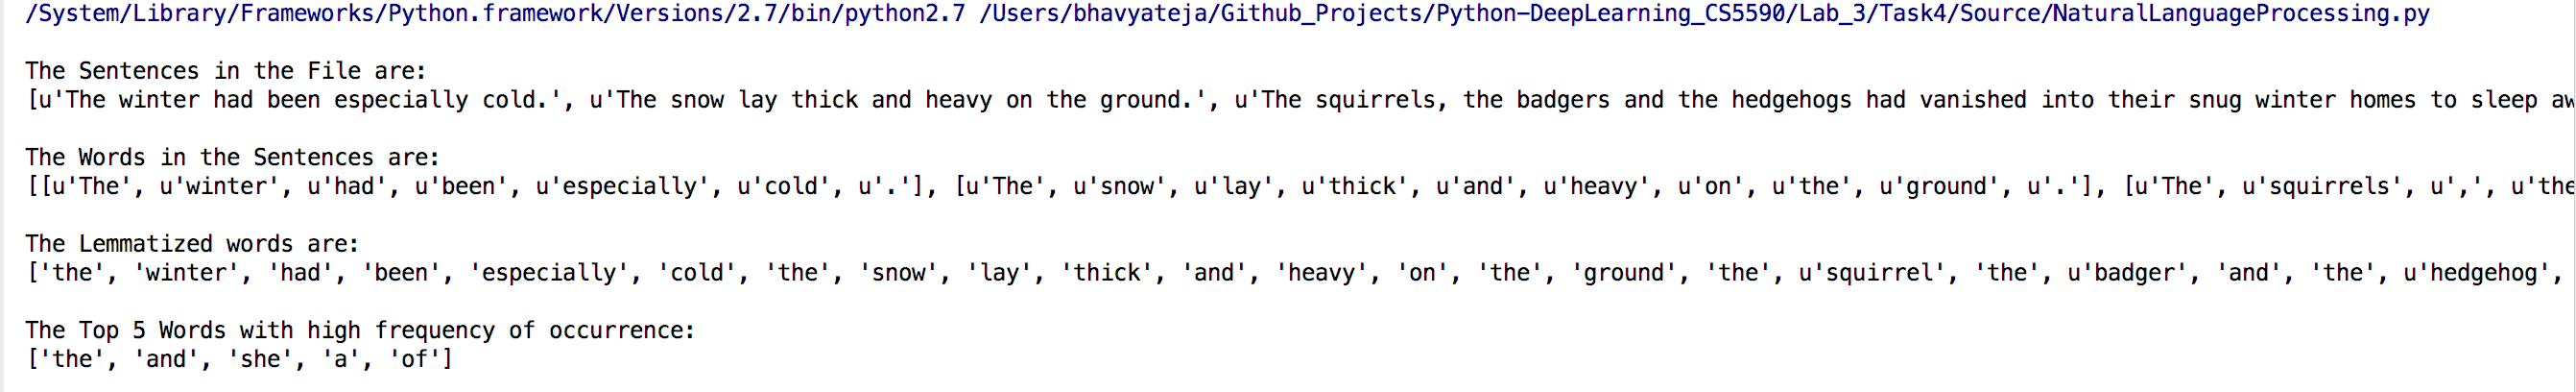 /System/Library/Frameworks/Python.framework/Versions/2.7/bin/python2.7 /Users/bhavyateja/Github_Projects/Python-DeepLearning_CS5590/Lab_3/Task4/Source/NaturalLanguageProcessing.py
The Sentences in the File are:
[u'The winter had been especially cold.', u'The snow lay thick and heavy on the ground.', u'The squirrels, the badgers and the hedgehogs had vanished into their snug winter homes to sleep aw
The Words in the Sentences are:
[[u'The', u'winter', u'had', u'been', u'especially', u'cold', u'.'], [u'The', u'snow', u'lay', u'thick', u'and', u'heavy', u'on', u'the', u'ground', u'.'], [u'The', u'squirrels', u',', u'the
The Lemmatized words are:
['the', 'winter', 'had', 'been', 'especially', 'cold', 'the', 'snow', 'lay', 'thick', 'and', 'heavy', 'on', 'the', 'ground', 'the', u'squirrel', 'the', u'badger', 'and', 'the', u'hedgehog',
The Top 5 Words with high frequency of occurrence:
['the', 'and', 'she', 'a', 'of']